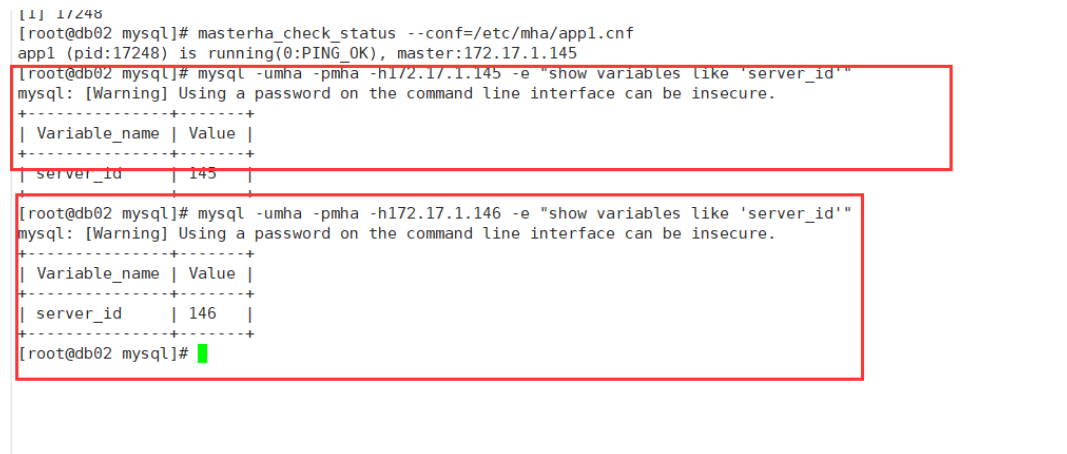 [1] 17248
[root@db02 mysql]# masterha_check_status --conf=/etc/mha/app1.cnf
app1 (pid:17248) is running(0:PING_OK), master:172.17.1.145
[root@db02 mysql]# mysql -umha -pmha -h172.17.1.145 -e "show variables like 'server_id'"
mysql: [Warning] Using a password on the command line interface can be insecure.
+---------------+-------+
| Variable_name | Value |
+---------------+-------+
| server_id     | 145   |
+---------------+-------+
[root@db02 mysql]# mysql -umha -pmha -h172.17.1.146 -e "show variables like 'server_id'"
mysql: [Warning] Using a password on the command line interface can be insecure.
+---------------+-------+
| Variable_name | Value |
+---------------+-------+
| server_id     | 146   |
+---------------+-------+
[root@db02 mysql]#